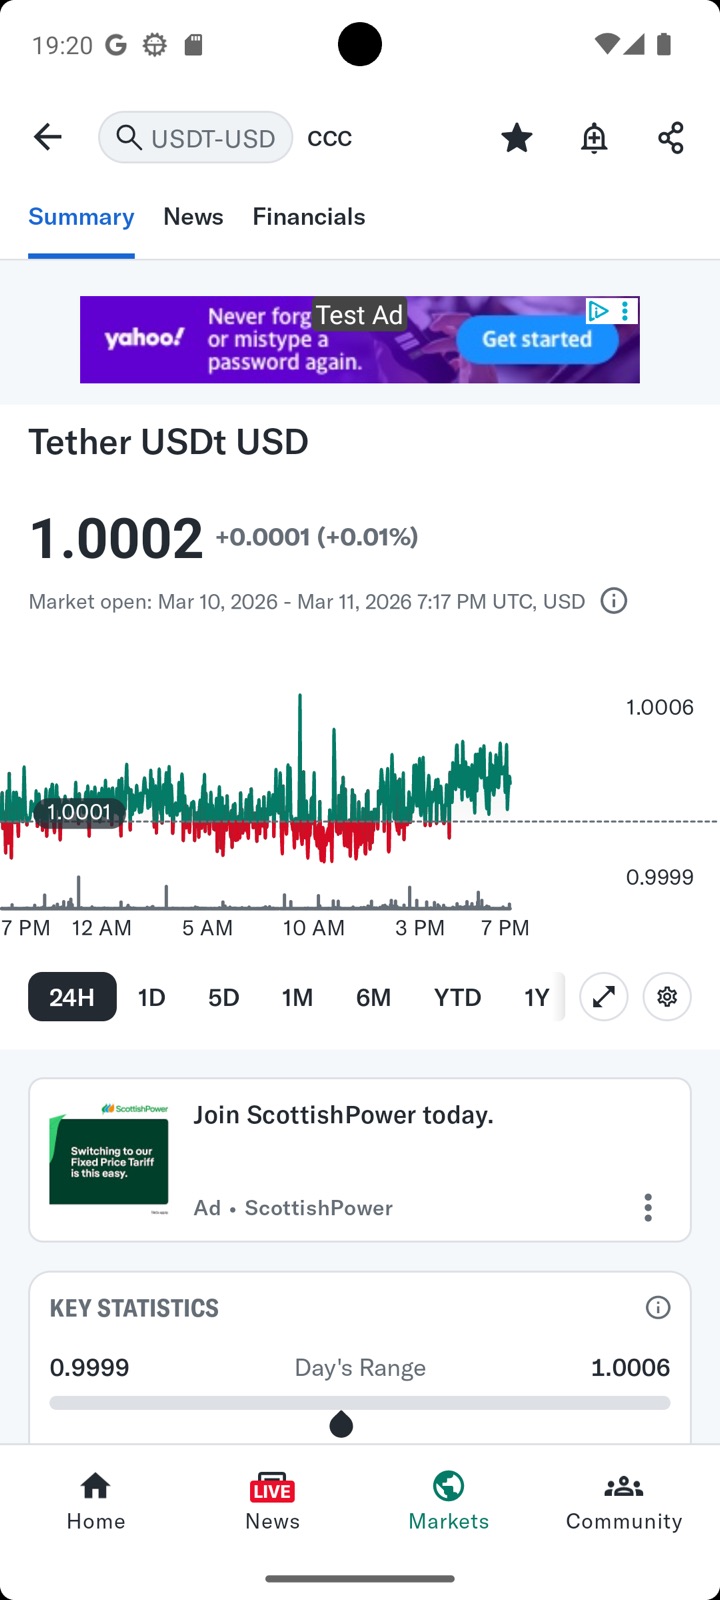 19:20
USDT-USD CCC
Summary News Financials
yahoo!
Never forg
or mistype a
password again.
Test Ad
Get started
Tether USDt USD
1.0002 +0.0001 (+0.01%)
Market open: Mar 10, 2026 - Mar 11, 2026 7:17 PM UTC, USD
1.0006
1.0001
0.9999
7 PM 12 AM 5 AM 10 AM 3 PM 7 PM
24H 1D 5D 1M 6M YTD 1Y
ScottishPower
Switching to our
Fixed Price Tariff
is this easy.
Join ScottishPower today.
Ad • ScottishPower
KEY STATISTICS
0.9999 Day's Range 1.0006
LIVE
Home News Markets Community